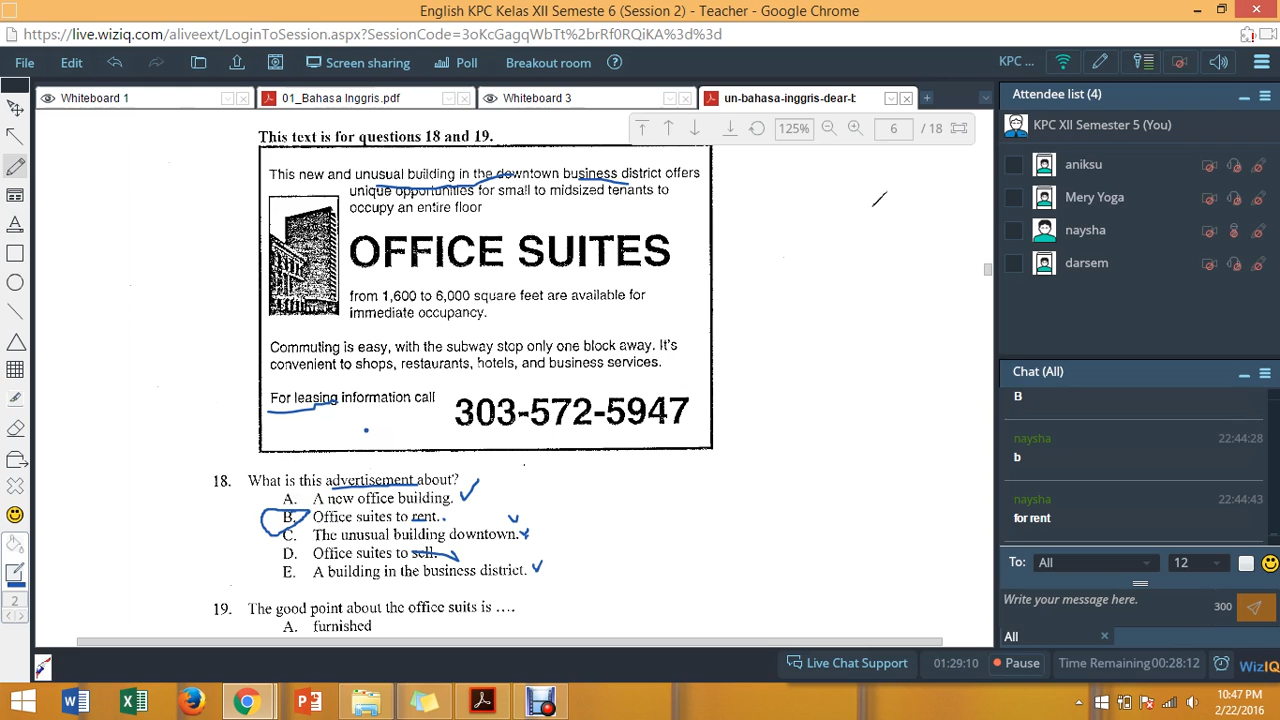 English KPC Kelas XII Semeste 6 (Session 2) - Teacher - Google Chrome
https://live.wiziq.com/aliveext/LoginToSession.aspx?SessionCode=3oKcGagqWbTt%2brRf0RQiKA%3d%3d
File Edit Screen sharing Poll Breakout room KPC ...
Whiteboard 1 01_Bahasa Inggris.pdf Whiteboard 3 un-bahasa-inggris-dear-b
125% 6 / 18
This text is for questions 18 and 19.
This new and unusual building in the downtown business district offers
unique opportunities for small to midsized tenants to
occupy an entire floor
OFFICE SUITES
from 1,600 to 6,000 square feet are available for
immediate occupancy.
Commuting is easy, with the subway stop only one block away. It's
convenient to shops, restaurants, hotels, and business services.
For leasing information call
303-572-5947
18. What is this advertisement about?
A. A new office building.
B. Office suites to rent.
C. The unusual building downtown.
D. Office suites to sell.
E. A building in the business district.
19. The good point about the office suits is ....
A. furnished
2
Attendee list (4)
KPC XII Semester 5 (You)
aniksu
Mery Yoga
naysha
darsem
Chat (All)
B
naysha 22:44:28
b
naysha 22:44:43
for rent
To: All 12
Write your message here. 300
All
Live Chat Support 01:29:10 Pause Time Remaining 00:28:12 WizIQ
10:47 PM
2/22/2016